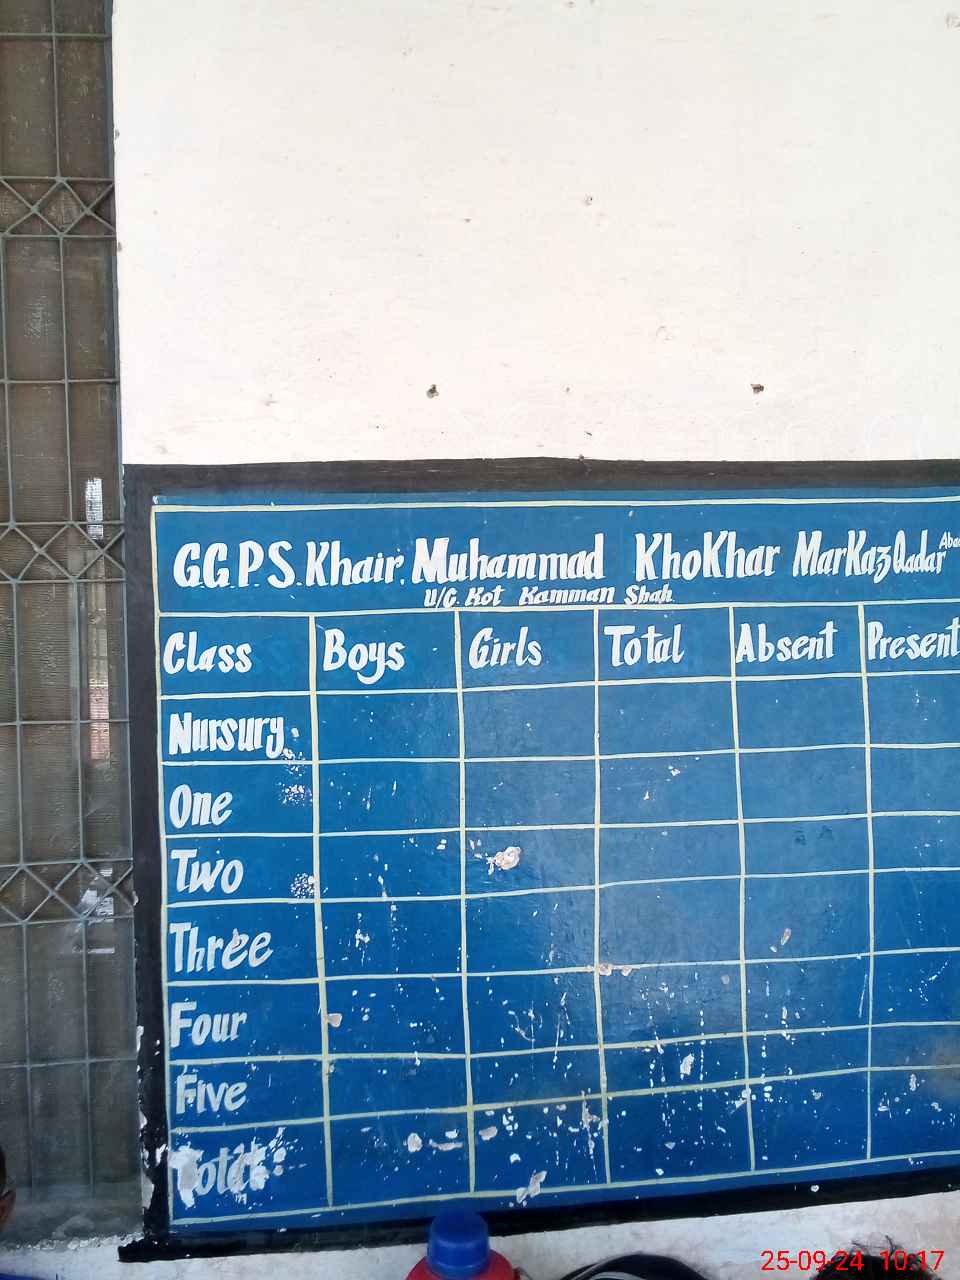 G.G.P.S. Khair Muhammad KhoKhar MarKaz Qadar
U/C. Kot Kamman Shah
Class Boys Girls Total Absent Present
Nursury
One
Two
Three
Four
Five
Total:
25-09-24 10:17